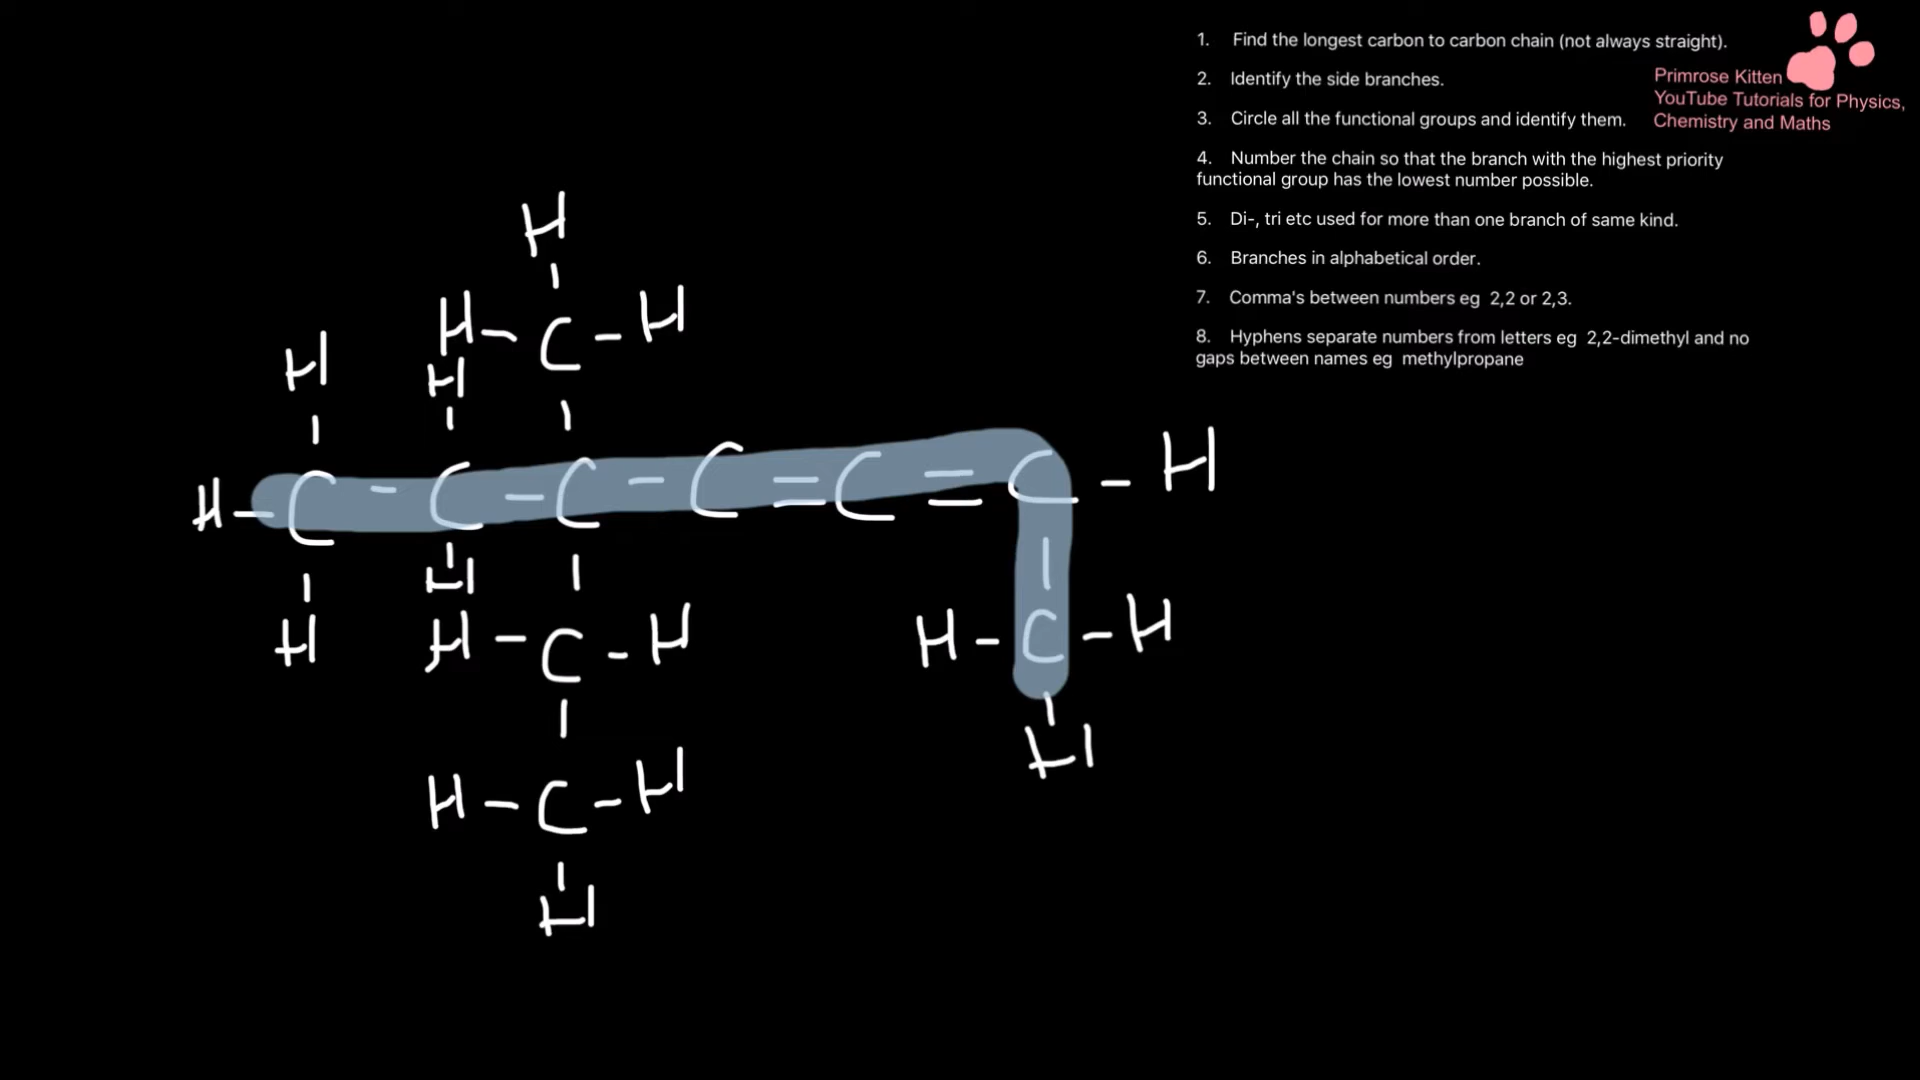 1. Find the longest carbon to carbon chain (not always straight).
2. Identify the side branches.
3. Circle all the functional groups and identify them.
4. Number the chain so that the branch with the highest priority
functional group has the lowest number possible.
5. Di-, tri etc used for more than one branch of same kind.
6. Branches in alphabetical order.
7. Comma's between numbers eg 2,2 or 2,3.
8. Hyphens separate numbers from letters eg 2,2-dimethyl and no
gaps between names eg methylpropane
Primrose Kitten
YouTube Tutorials for Physics,
Chemistry and Maths
H
H - C - H
H H
H - C - C - C - C = C = C - H
H H
H - C - H H - C - H
H
H - C - H
H